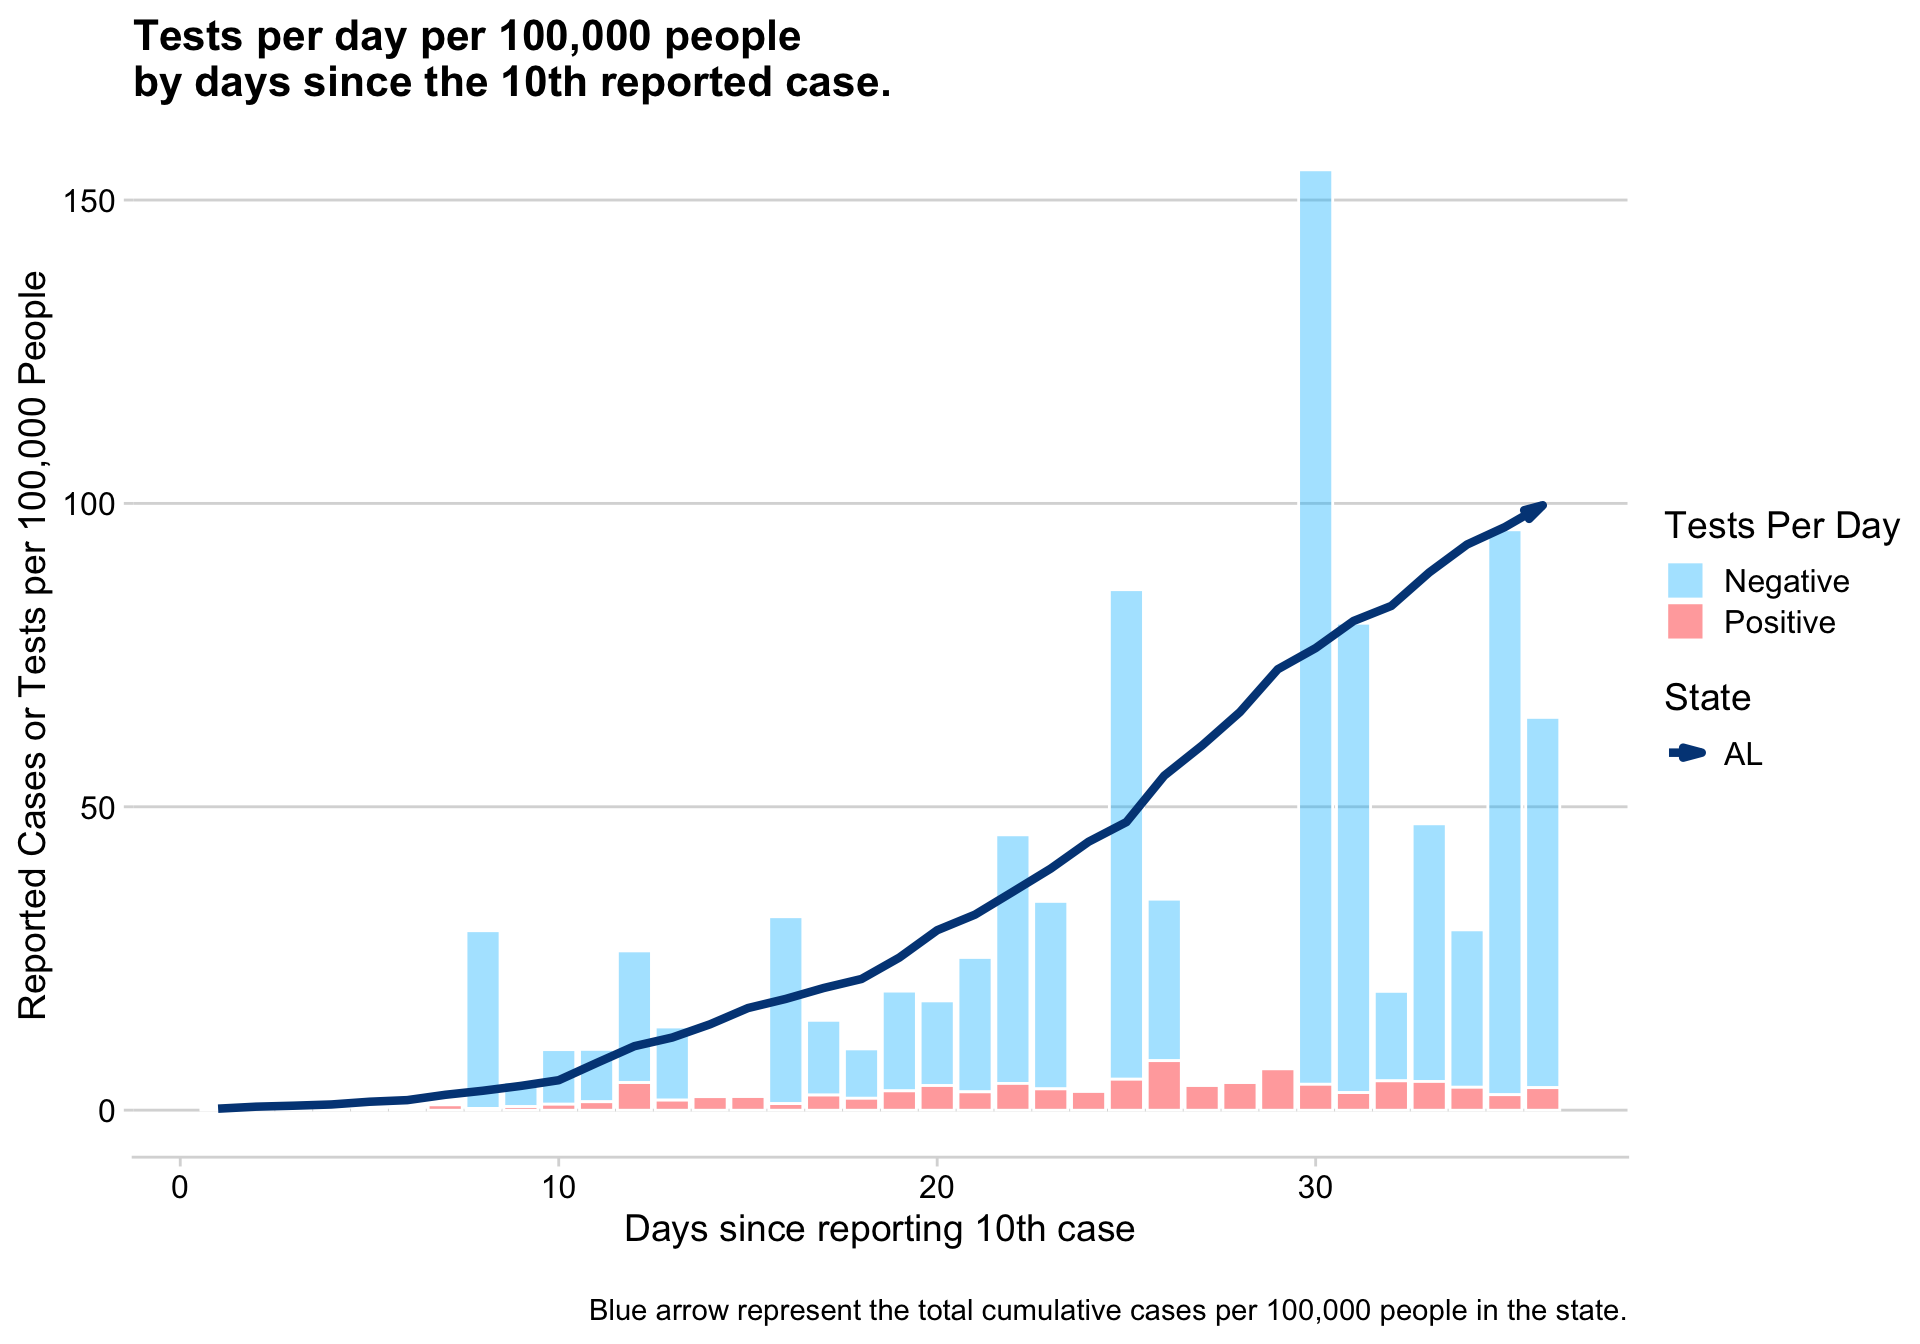 Tests per day per 100,000 people
by days since the 10th reported case.
Reported Cases or Tests per 100,000 People
150
100
50
0
0
10
20
30
Days since reporting 10th case
Tests Per Day
Negative
Positive
State
AL
Blue arrow represent the total cumulative cases per 100,000 people in the state.